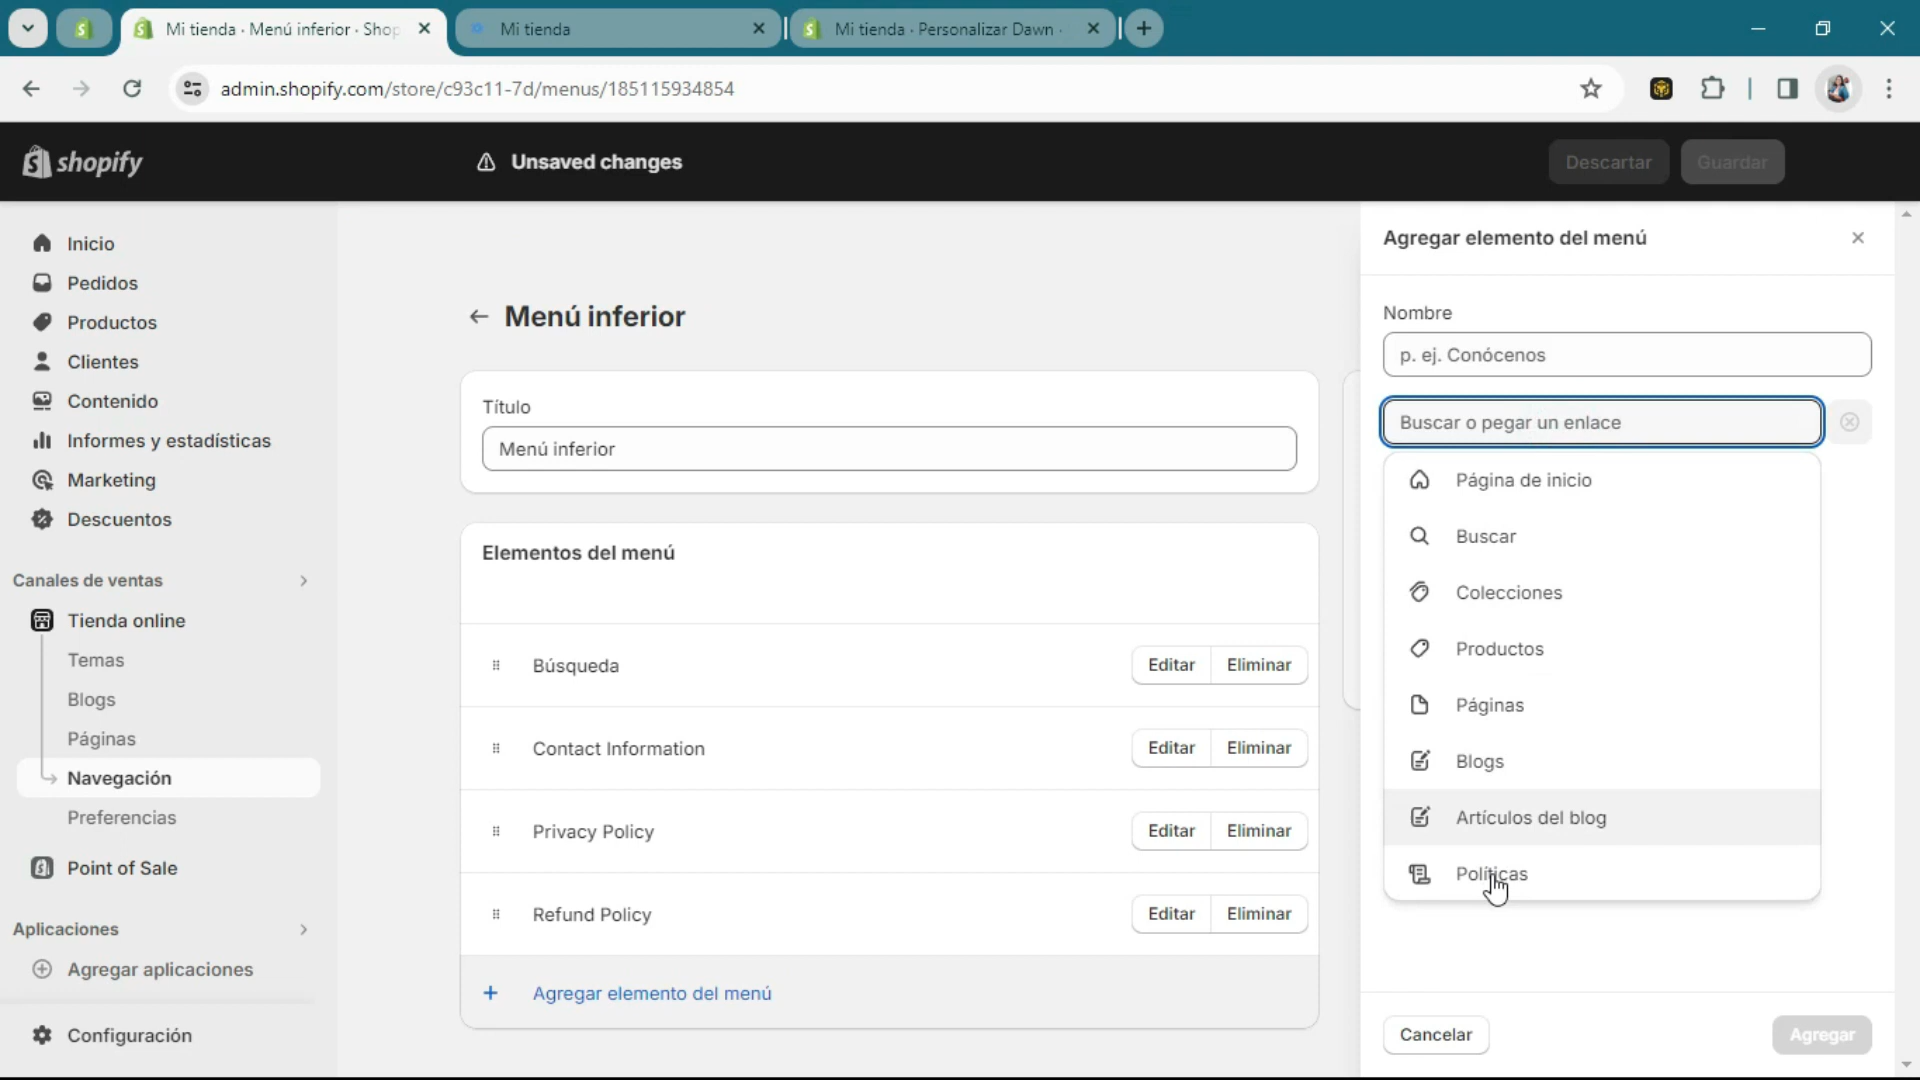 Mi tienda · Menú inferior · Shop
Mi tienda
Mi tienda · Personalizar Dawn ·
admin.shopify.com/store/c93c11-7d/menus/185115934854
shopify
Unsaved changes
Descartar
Guardar
Inicio
Pedidos
Productos
Clientes
Contenido
Informes y estadísticas
Marketing
Descuentos
Canales de ventas
Tienda online
Temas
Blogs
Páginas
Navegación
Preferencias
Point of Sale
Aplicaciones
Agregar aplicaciones
Configuración
Menú inferior
Título
Menú inferior
Elementos del menú
Búsqueda
Editar
Eliminar
Contact Information
Editar
Eliminar
Privacy Policy
Editar
Eliminar
Refund Policy
Editar
Eliminar
Agregar elemento del menú
Agregar elemento del menú
Nombre
p. ej. Conócenos
Buscar o pegar un enlace
Página de inicio
Buscar
Colecciones
Productos
Páginas
Blogs
Artículos del blog
Políticas
Cancelar
Agregar